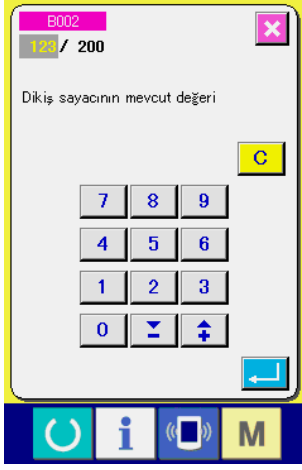 B002
123/ 200
Dikiş sayacının mevcut değeri
C
7 8 9
4 5 6
1 2 3
0
i M